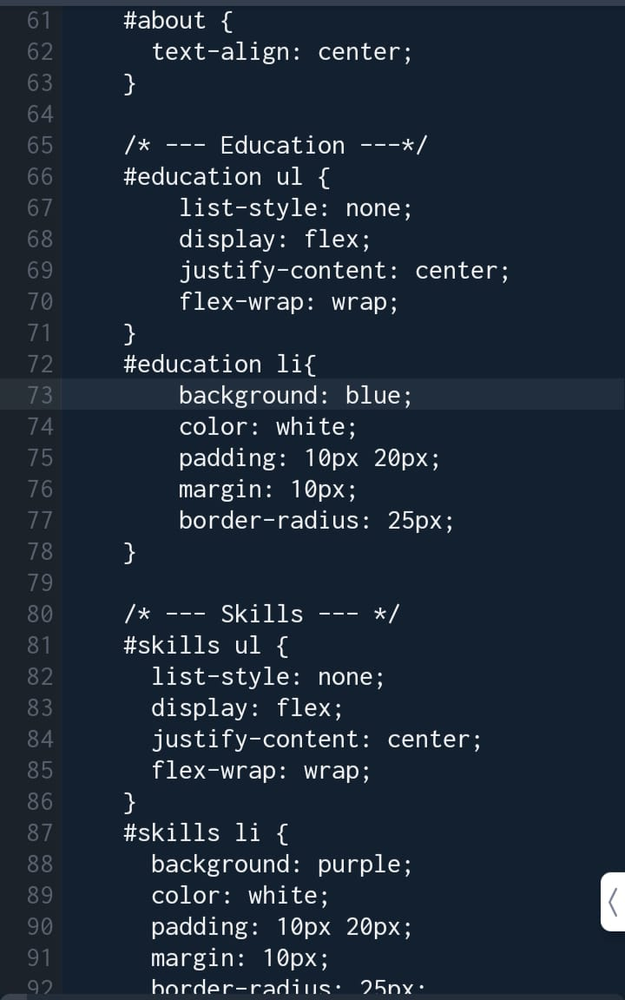 61 #about {
62 text-align: center;
63 }
64
65 /* --- Education ---*/
66 #education ul {
67 list-style: none;
68 display: flex;
69 justify-content: center;
70 flex-wrap: wrap;
71 }
72 #education li{
73 background: blue;
74 color: white;
75 padding: 10px 20px;
76 margin: 10px;
77 border-radius: 25px;
78 }
79
80 /* --- Skills --- */
81 #skills ul {
82 list-style: none;
83 display: flex;
84 justify-content: center;
85 flex-wrap: wrap;
86 }
87 #skills li {
88 background: purple;
89 color: white;
90 padding: 10px 20px;
91 margin: 10px;
92 border-radius: 25px;